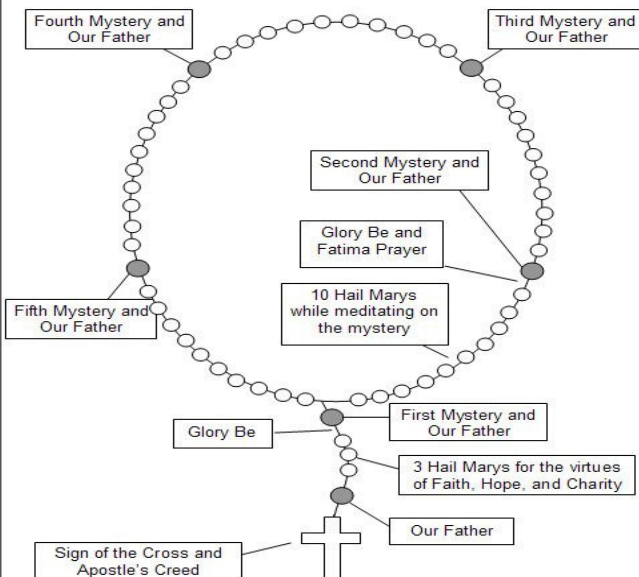 Fourth Mystery and
Our Father
Third Mystery and
Our Father
Second Mystery and
Our Father
Glory Be and
Fatima Prayer
10 Hail Marys
while meditating on
the mystery
Fifth Mystery and
Our Father
First Mystery and
Our Father
Glory Be
3 Hail Marys for the virtues
of Faith, Hope, and Charity
Our Father
Sign of the Cross and
Apostle's Creed